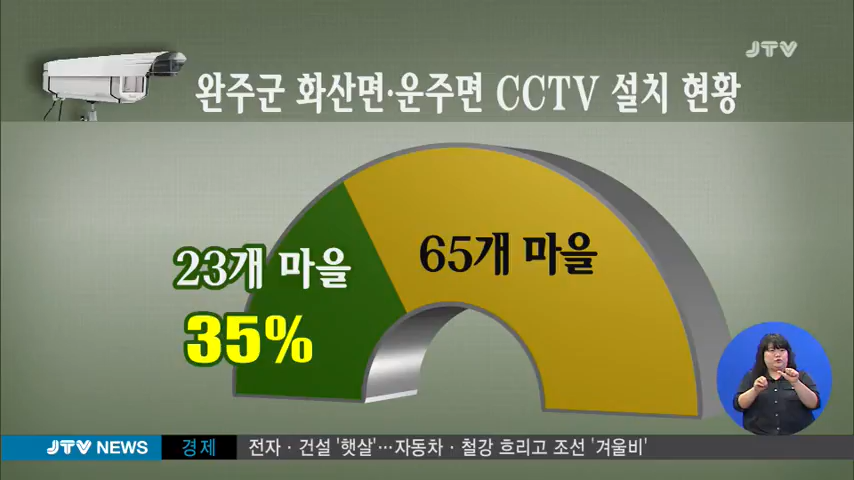 JTV
완주군 화산면·운주면 CCTV 설치 현황
23개 마을
35%
65개 마을
JTV NEWS
경제
전자·건설 '햇살'…자동차·철강 흐리고 조선 '겨울비'